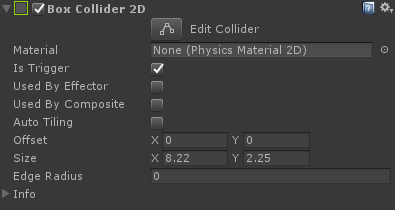 Box Collider 2D
Edit Collider
Material None (Physics Material 2D)
Is Trigger
Used By Effector
Used By Composite
Auto Tiling
Offset X 0 Y 0
Size X 8.22 Y 2.25
Edge Radius 0
Info